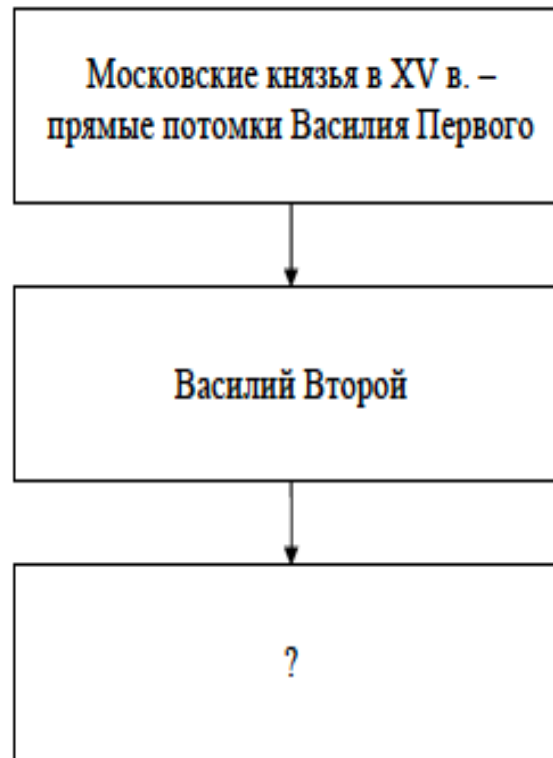 Московские князья в XV в. –
прямые потомки Василия Первого
Василий Второй
?